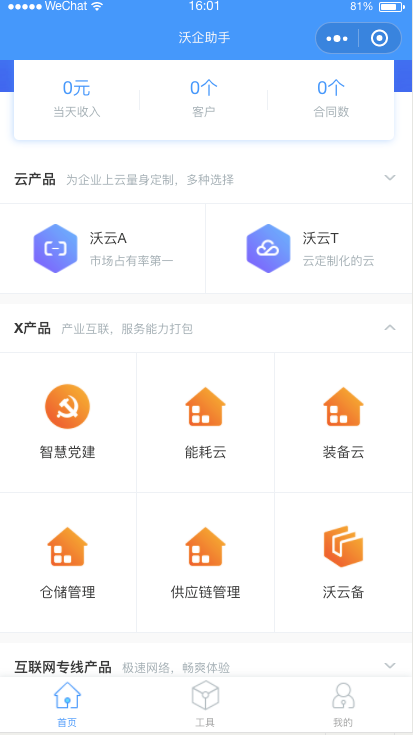 WeChat 16:01 81%
沃企助手
0元 0个 0个
当天收入 客户 合同数
云产品 为企业上云量身定制，多种选择
沃云A 沃云T
市场占有率第一 云定制化的云
X产品 产业互联，服务能力打包
智慧党建 能耗云 装备云
仓储管理 供应链管理 沃云备
互联网专线产品 极速网络，畅爽体验
首页 工具 我的